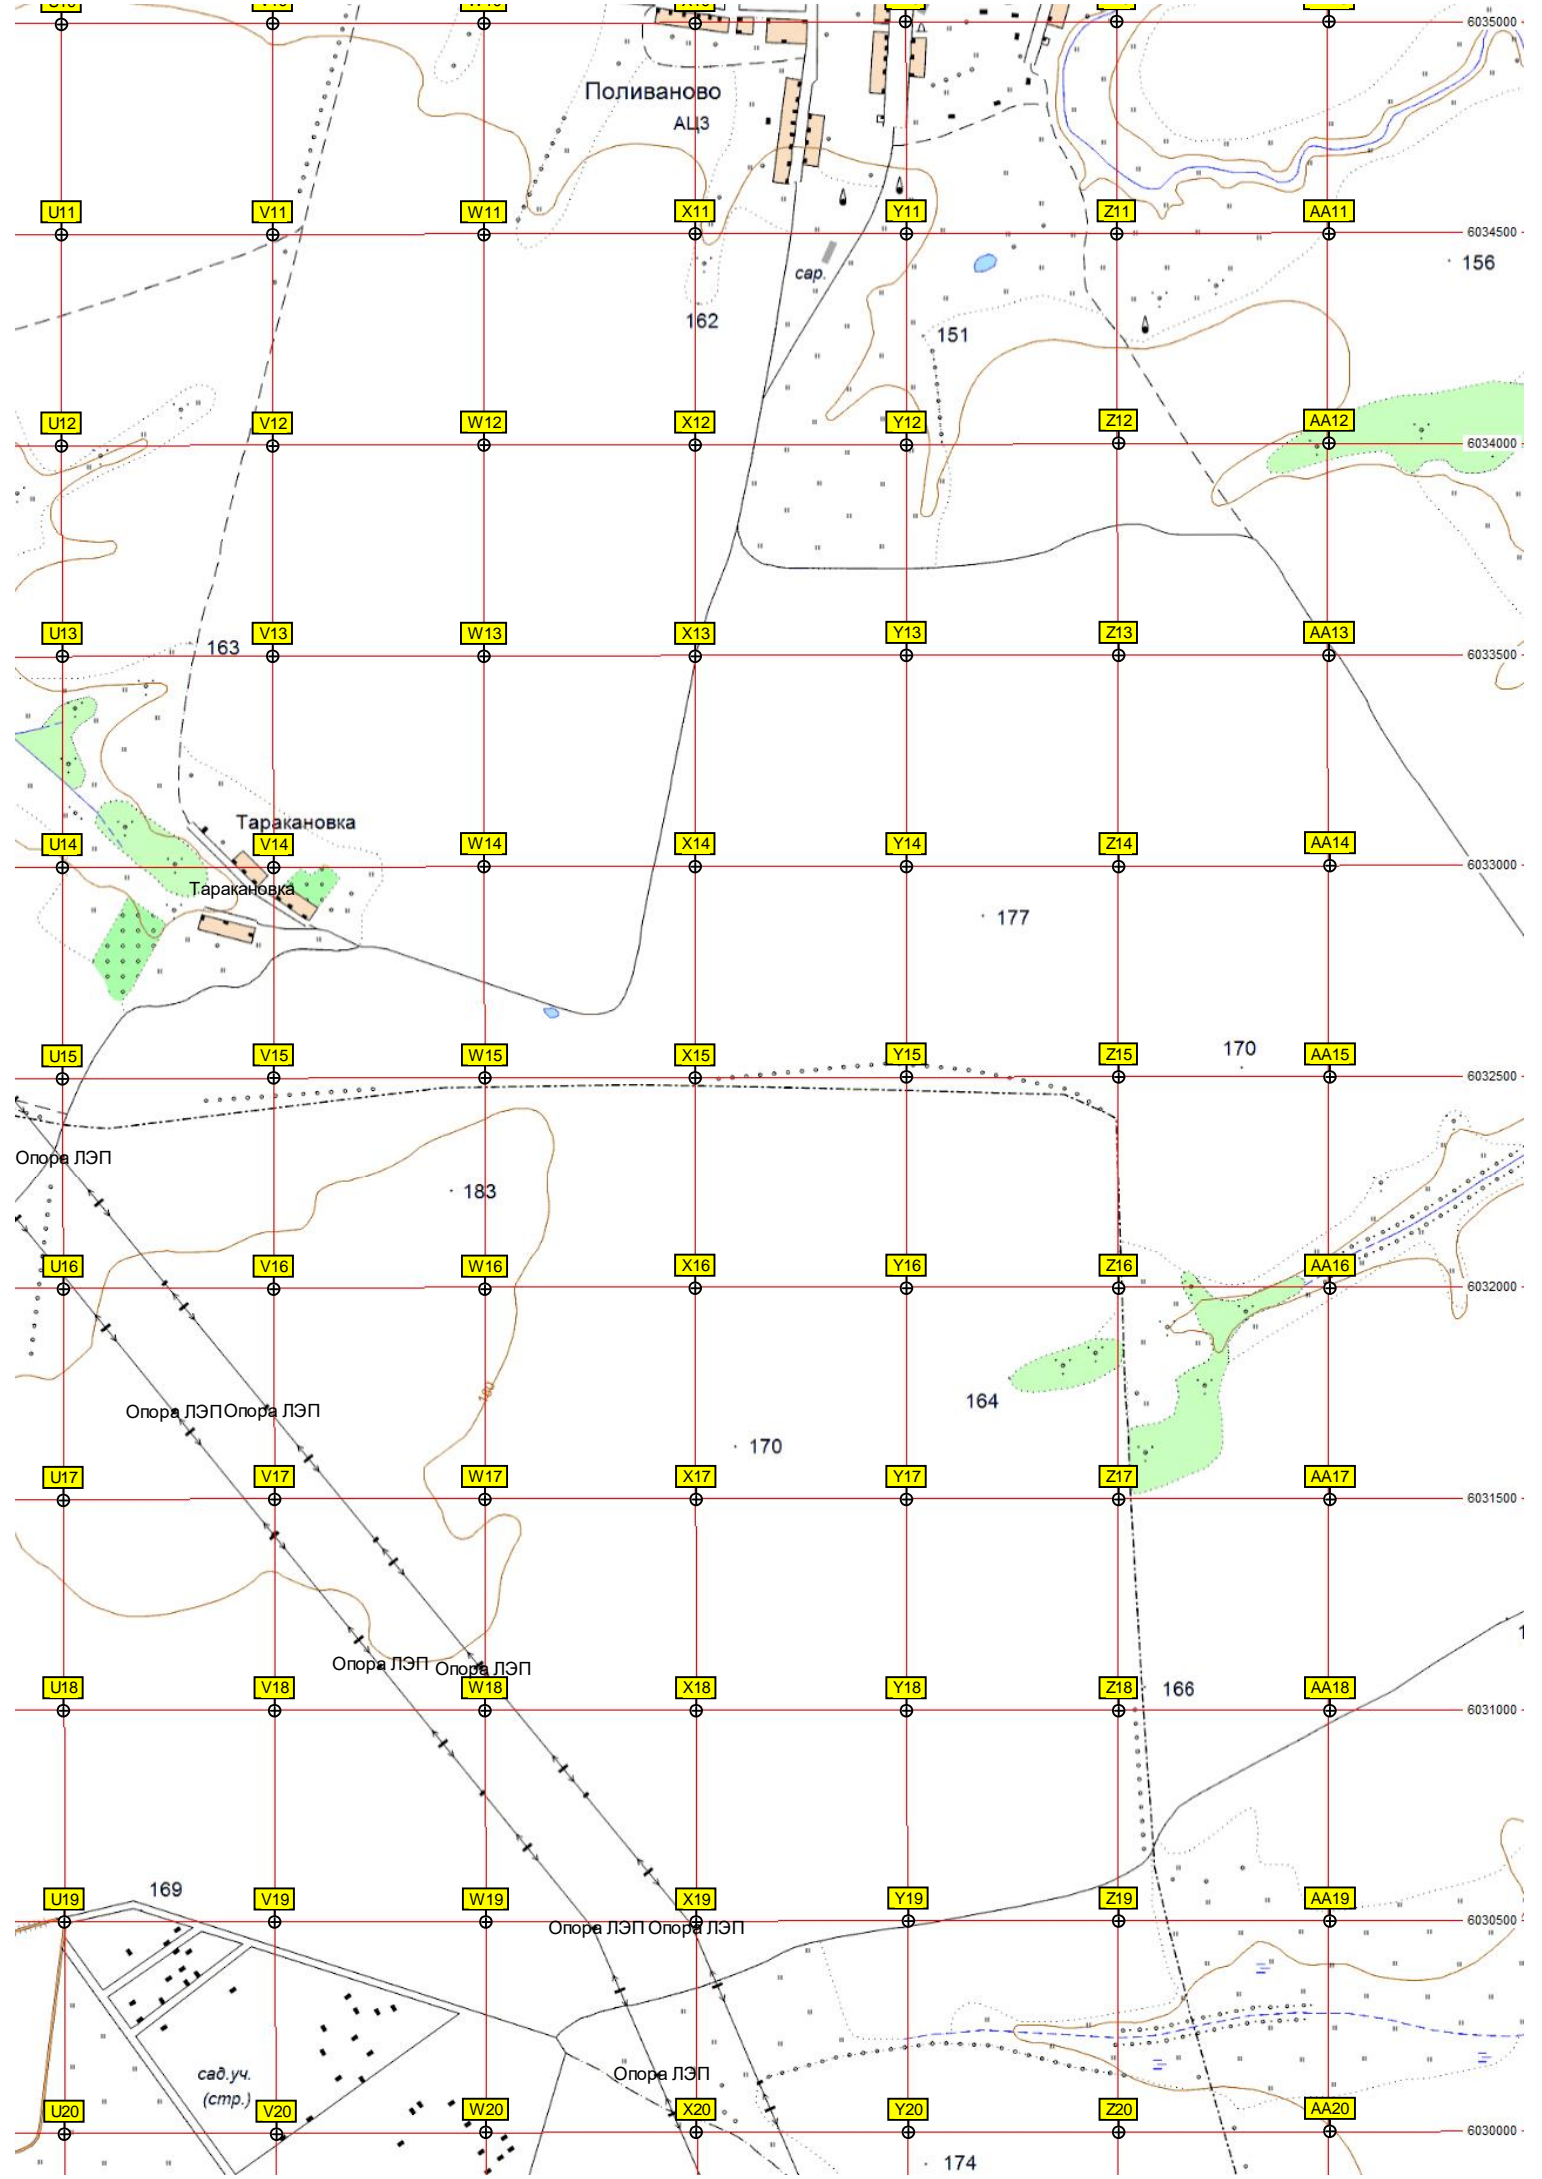 6035000
Поливаново
АЦЗ
U11 V11 W11 X11 Y11 Z11 AA11
6034500
156
сар.
162
151
U12 V12 W12 X12 Y12 Z12 AA12
6034000
U13 V13 W13 X13 Y13 Z13 AA13
163
6033500
Таракановка
U14 V14 W14 X14 Y14 Z14 AA14
6033000
Таракановка
177
170
U15 V15 W15 X15 Y15 Z15 AA15
6032500
Опора ЛЭП
183
U16 V16 W16 X16 Y16 Z16 AA16
6032000
180
164
Опора ЛЭП Опора ЛЭП
170
U17 V17 W17 X17 Y17 Z17 AA17
6031500
Опора ЛЭП Опора ЛЭП
U18 V18 W18 X18 Y18 Z18 166 AA18
6031000
169
U19 V19 W19 X19 Y19 Z19 AA19
6030500
Опора ЛЭП Опора ЛЭП
сад.уч.
(стр.)
Опора ЛЭП
U20 V20 W20 X20 Y20 Z20 AA20
6030000
174